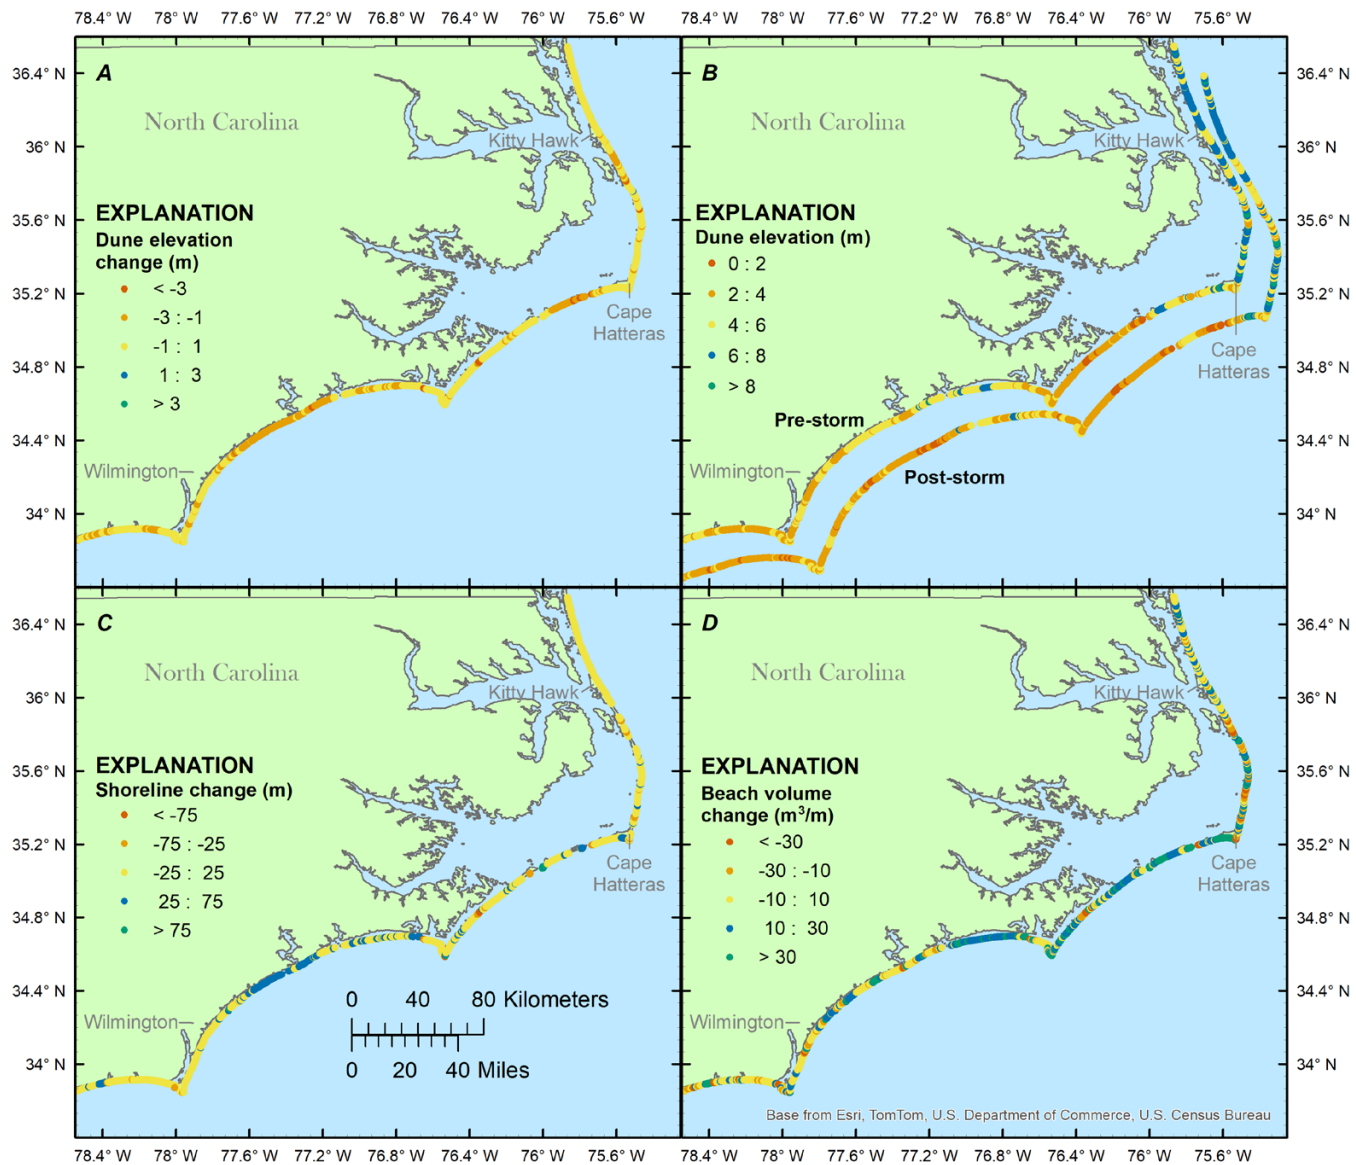 78.4° W 78° W 77.6° W 77.2° W 76.8° W 76.4° W 76° W 75.6° W 78.4° W 78° W 77.6° W 77.2° W 76.8° W 76.4° W 76° W 75.6° W
36.4° N
36° N
35.6° N
35.2° N
34.8° N
34.4° N
34° N
A
North Carolina
Kitty Hawk
EXPLANATION
Dune elevation
change (m)
< -3
-3 : -1
-1 : 1
1 : 3
> 3
Cape
Hatteras
Wilmington
B
North Carolina
Kitty Hawk
EXPLANATION
Dune elevation (m)
0 : 2
2 : 4
4 : 6
6 : 8
> 8
Cape
Hatteras
Pre-storm
Post-storm
Wilmington
36.4° N
36° N
35.6° N
35.2° N
34.8° N
34.4° N
34° N
36.4° N
36° N
35.6° N
35.2° N
34.8° N
34.4° N
34° N
C
North Carolina
Kitty Hawk
EXPLANATION
Shoreline change (m)
< -75
-75 : -25
-25 : 25
25 : 75
> 75
Cape
Hatteras
Wilmington
0 40 80 Kilometers
0 20 40 Miles
D
North Carolina
Kitty Hawk
EXPLANATION
Beach volume
change (m³/m)
< -30
-30 : -10
-10 : 10
10 : 30
> 30
Cape
Hatteras
Wilmington
Base from Esri, TomTom, U.S. Department of Commerce, U.S. Census Bureau
36.4° N
36° N
35.6° N
35.2° N
34.8° N
34.4° N
34° N
78.4° W 78° W 77.6° W 77.2° W 76.8° W 76.4° W 76° W 75.6° W 78.4° W 78° W 77.6° W 77.2° W 76.8° W 76.4° W 76° W 75.6° W